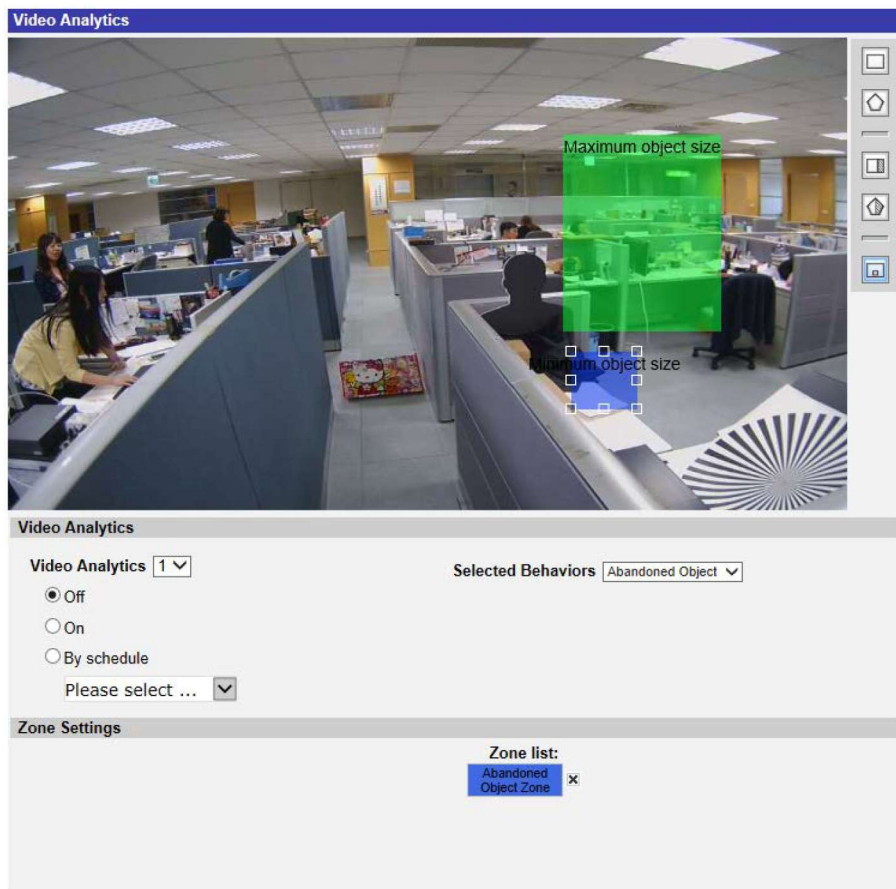 Video Analytics
Maximum object size
Minimum object size
Video Analytics
Video Analytics 1
Selected Behaviors Abandoned Object
Off
On
By schedule
Please select ...
Zone Settings
Zone list:
Abandoned
Object Zone